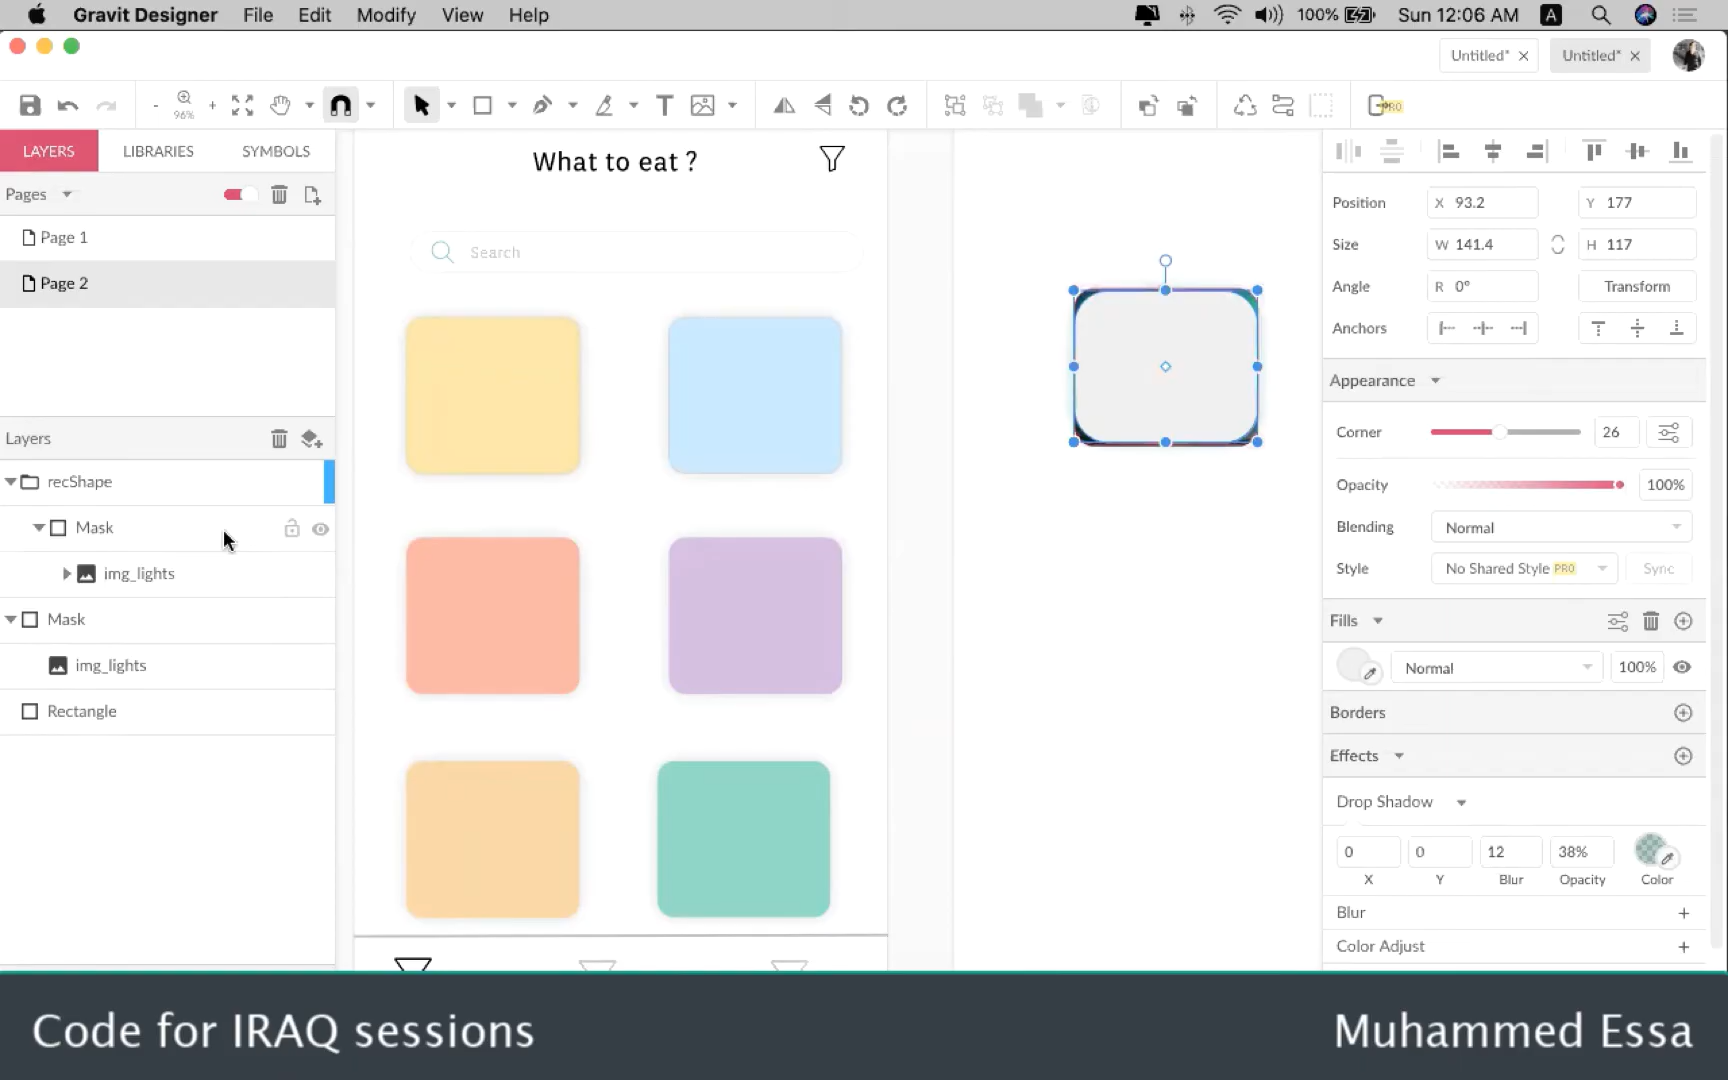 Gravit Designer File Edit Modify View Help 100% Sun 12:06 AM A
Untitled* Untitled*
- 96% + T PRO
LAYERS LIBRARIES SYMBOLS
Pages
Page 1
Page 2
Layers
recShape
Mask
img_lights
Mask
img_lights
Rectangle
What to eat ?
Search
Position X 93.2 Y 177
Size W 141.4 H 117
Angle R 0° Transform
Anchors
Appearance
Corner 26
Opacity 100%
Blending Normal
Style No Shared Style PRO Sync
Fills
Normal 100%
Borders
Effects
Drop Shadow
0 0 12 38%
X Y Blur Opacity Color
Blur +
Color Adjust +
Code for IRAQ sessions Muhammed Essa